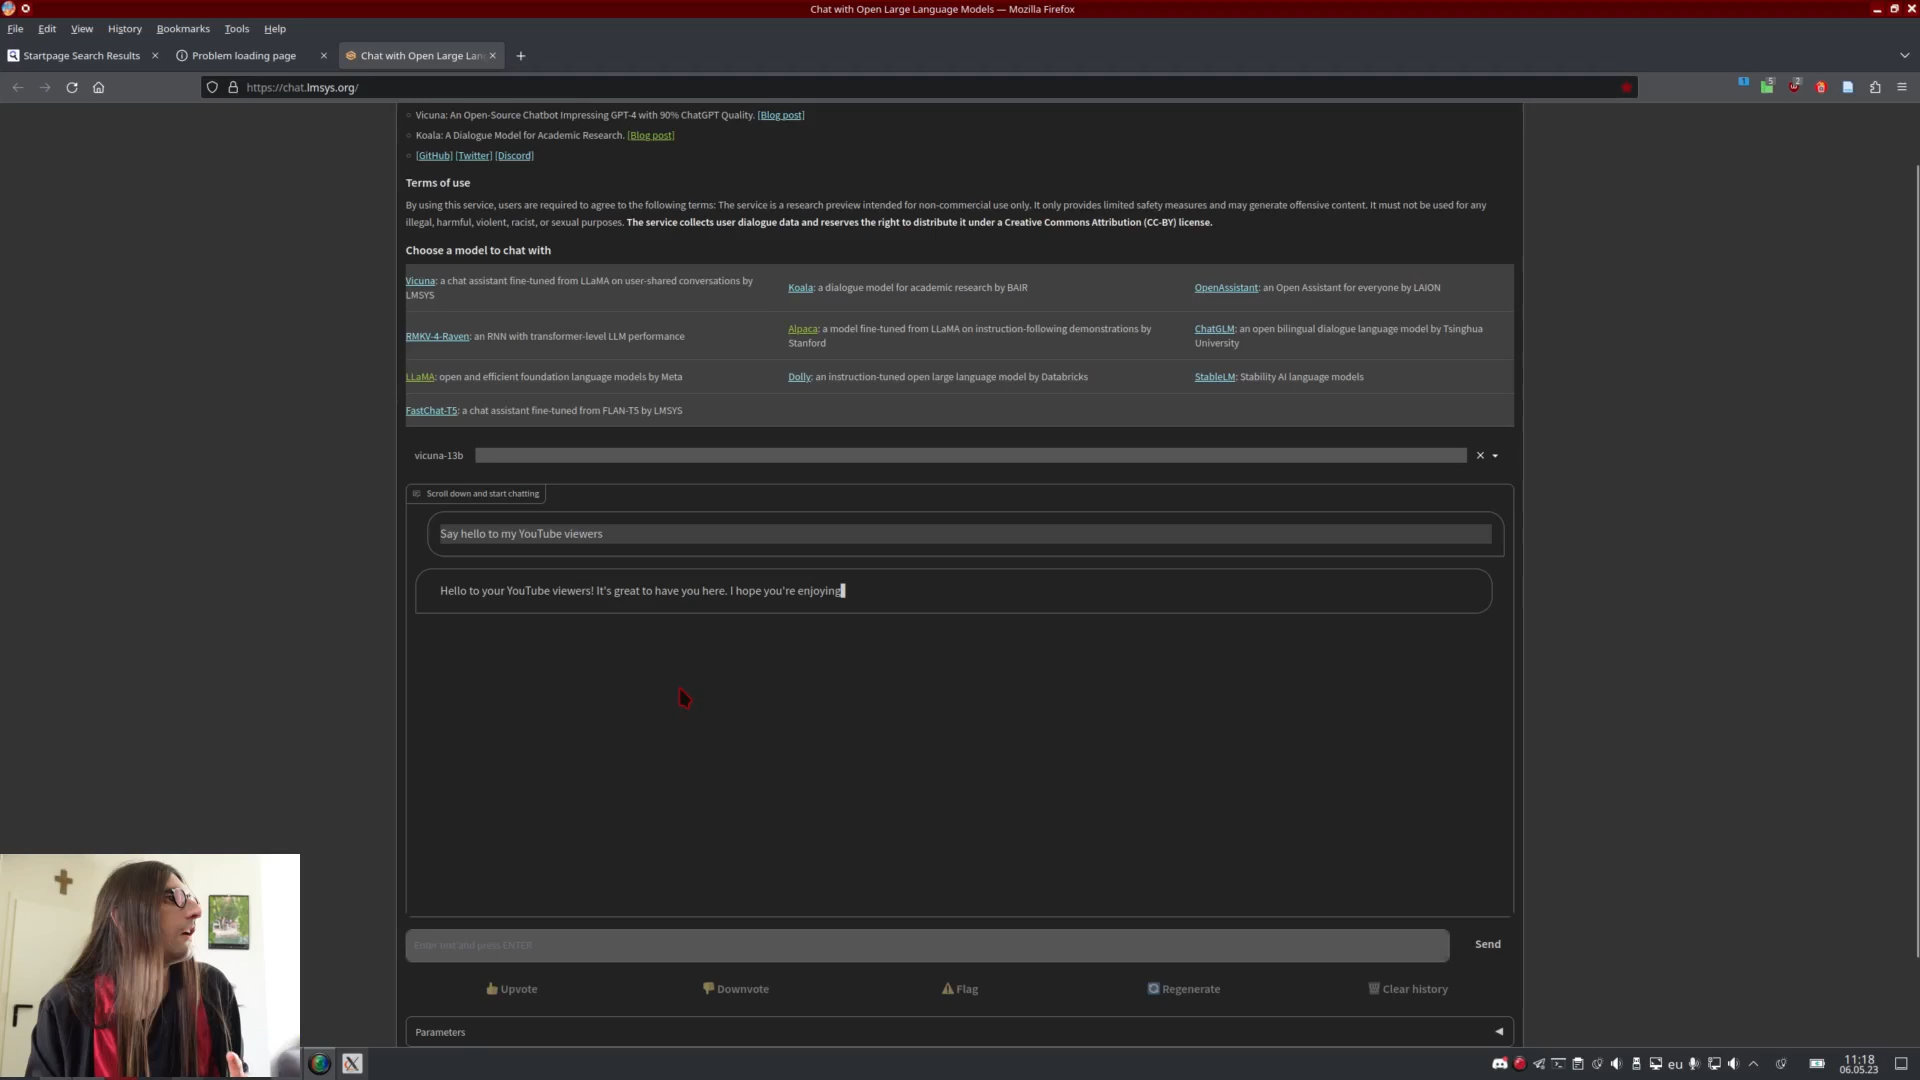 Chat with Open Large Language Models — Mozilla Firefox
File Edit View History Bookmarks Tools Help
Startpage Search Results Problem loading page Chat with Open Large Lan
https://chat.lmsys.org/
1 5 2
Vicuna: An Open-Source Chatbot Impressing GPT-4 with 90% ChatGPT Quality. [Blog post]
Koala: A Dialogue Model for Academic Research. [Blog post]
[GitHub] [Twitter] [Discord]
Terms of use
By using this service, users are required to agree to the following terms: The service is a research preview intended for non-commercial use only. It only provides limited safety measures and may generate offensive content. It must not be used for any
illegal, harmful, violent, racist, or sexual purposes. The service collects user dialogue data and reserves the right to distribute it under a Creative Commons Attribution (CC-BY) license.
Choose a model to chat with
Vicuna: a chat assistant fine-tuned from LLaMA on user-shared conversations by
LMSYS
Koala: a dialogue model for academic research by BAIR
OpenAssistant: an Open Assistant for everyone by LAION
RMKV-4-Raven: an RNN with transformer-level LLM performance
Alpaca: a model fine-tuned from LLaMA on instruction-following demonstrations by
Stanford
ChatGLM: an open bilingual dialogue language model by Tsinghua
University
LLaMA: open and efficient foundation language models by Meta
Dolly: an instruction-tuned open large language model by Databricks
StableLM: Stability AI language models
FastChat-T5: a chat assistant fine-tuned from FLAN-T5 by LMSYS
vicuna-13b
Scroll down and start chatting
Say hello to my YouTube viewers
Hello to your YouTube viewers! It's great to have you here. I hope you're enjoying
Enter text and press ENTER
Send
Upvote Downvote Flag Regenerate Clear history
Parameters
eu
11:18
06.05.23